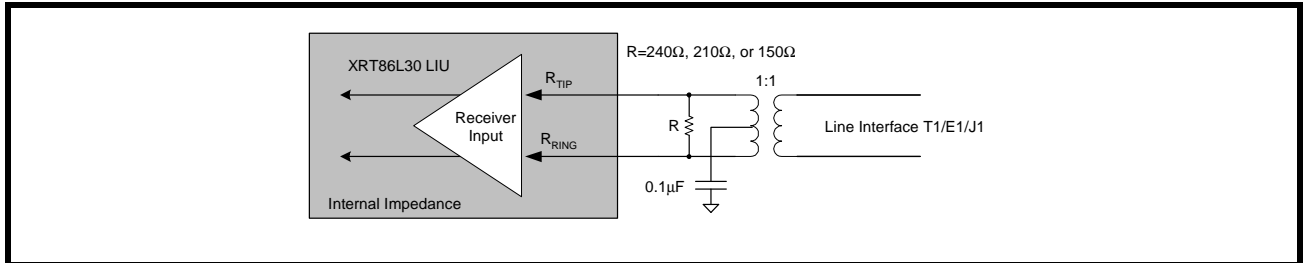 R=240Ω, 210Ω, or 150Ω
XRT86L30 LIU
1:1
R_TIP
Receiver
Input
R
Line Interface T1/E1/J1
R_RING
0.1µF
Internal Impedance